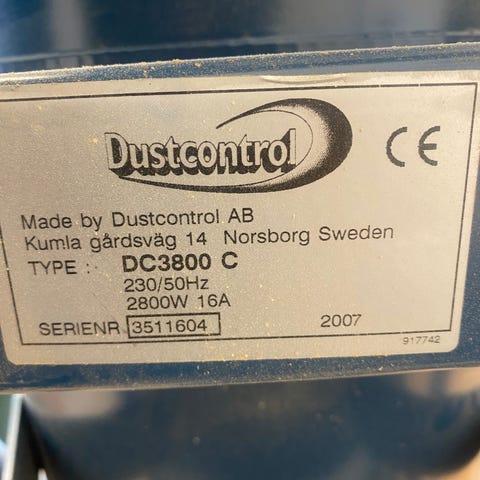 Dustcontrol
CE
Made by Dustcontrol AB
Kumla gårdsväg 14 Norsborg Sweden
TYPE : DC3800 C
230/50Hz
2800W 16A
SERIENR. 3511604 2007
917742